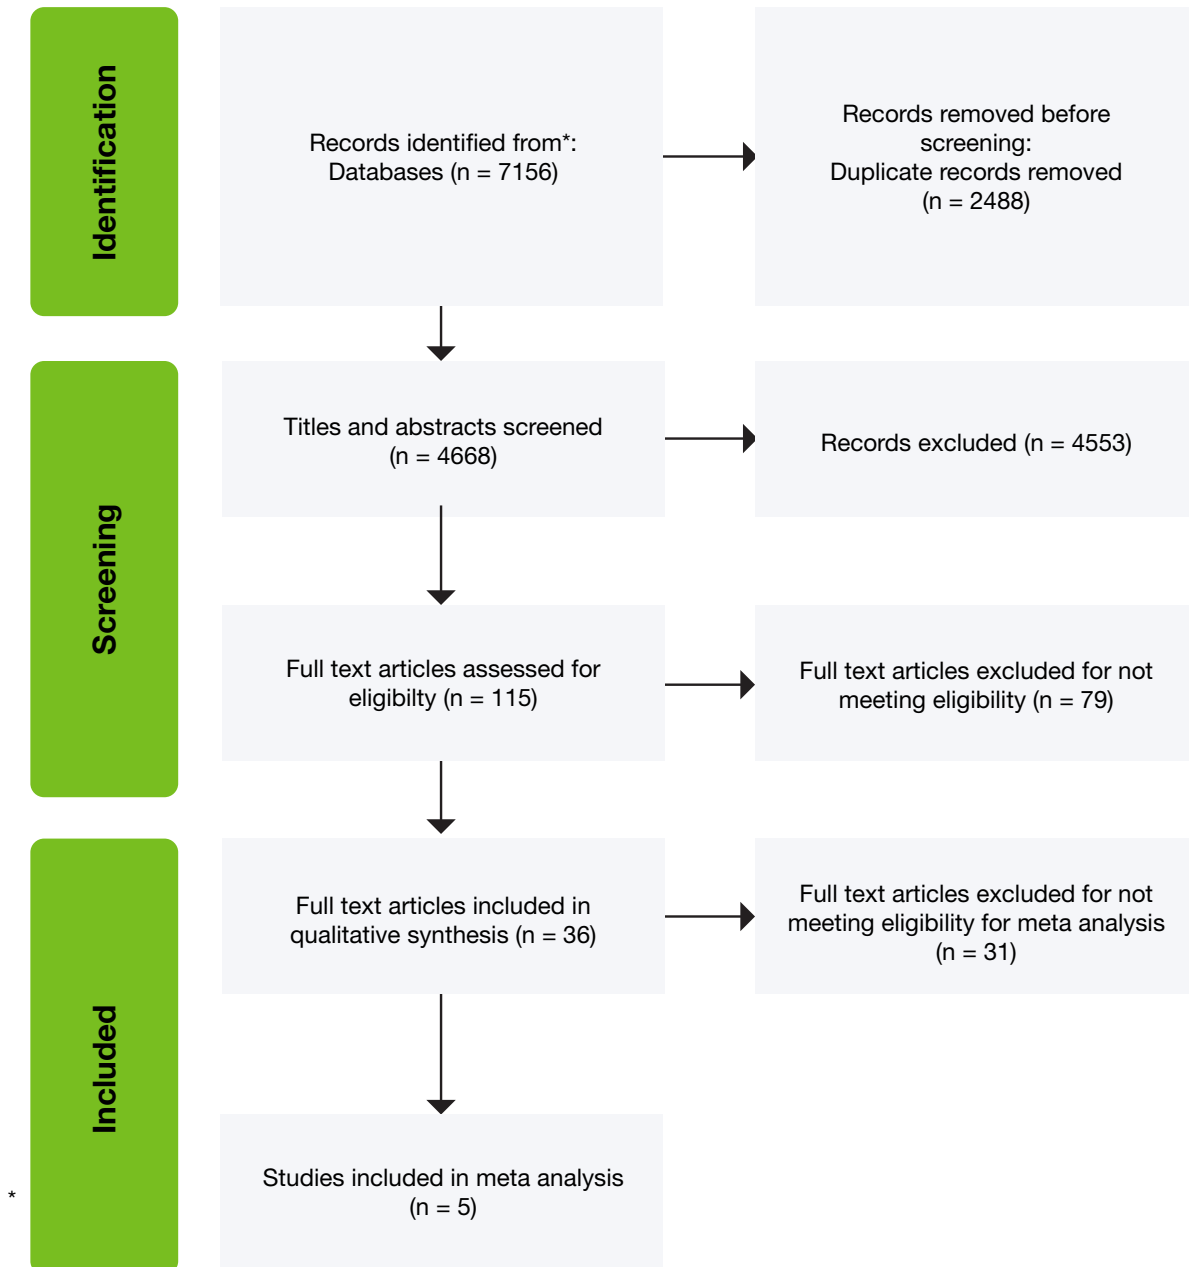 Identification
Records identified from*:
Databases (n = 7156)
Records removed before
screening:
Duplicate records removed
(n = 2488)
Screening
Titles and abstracts screened
(n = 4668)
Records excluded (n = 4553)
Full text articles assessed for
eligibilty (n = 115)
Full text articles excluded for not
meeting eligibility (n = 79)
Included
Full text articles included in
qualitative synthesis (n = 36)
Full text articles excluded for not
meeting eligibility for meta analysis
(n = 31)
Studies included in meta analysis
(n = 5)
*